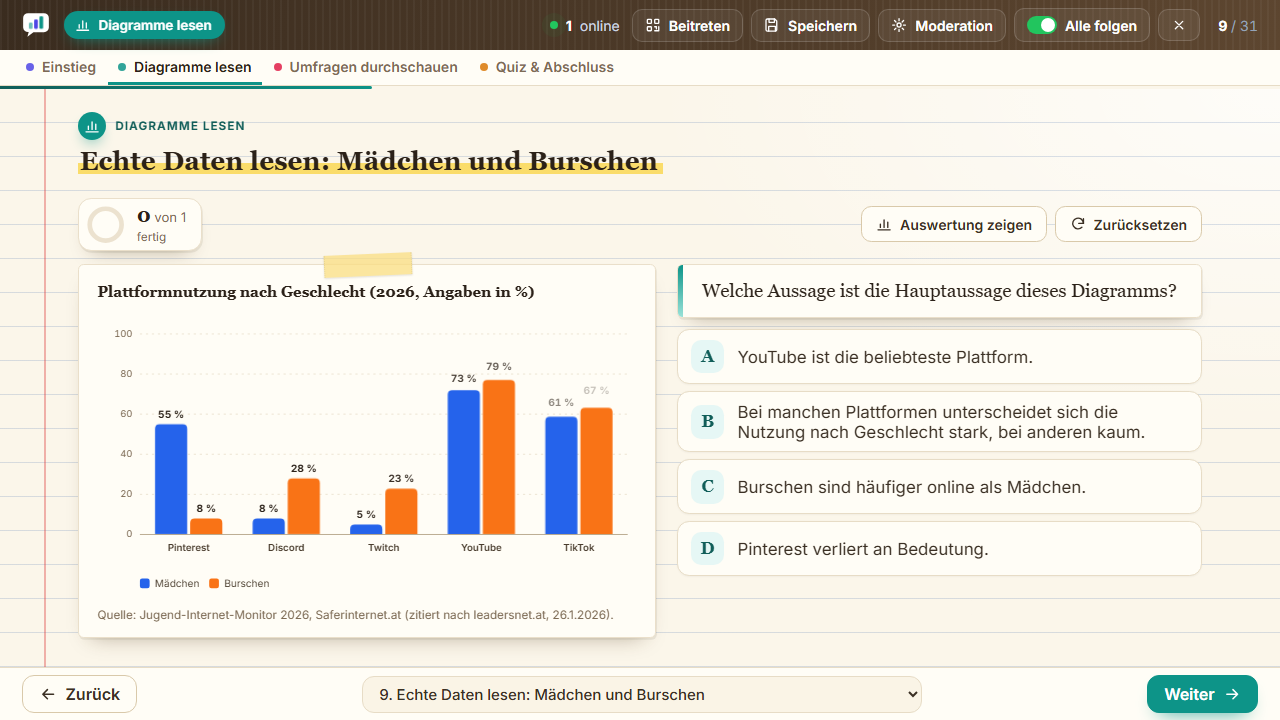 Diagramme lesen
1 online
Beitreten
Speichern
Moderation
Alle folgen
9 / 31
Einstieg
Diagramme lesen
Umfragen durchschauen
Quiz & Abschluss
DIAGRAMME LESEN
Echte Daten lesen: Mädchen und Burschen
0 von 1
fertig
Auswertung zeigen
Zurücksetzen
Plattformnutzung nach Geschlecht (2026, Angaben in %)
100
80
60
40
20
0
55 %
8 %
8 %
28 %
5 %
23 %
73 %
79 %
61 %
67 %
Pinterest
Discord
Twitch
YouTube
TikTok
Mädchen
Burschen
Quelle: Jugend-Internet-Monitor 2026, Saferinternet.at (zitiert nach leadersnet.at, 26.1.2026).
Welche Aussage ist die Hauptaussage dieses Diagramms?
A YouTube ist die beliebteste Plattform.
B Bei manchen Plattformen unterscheidet sich die
Nutzung nach Geschlecht stark, bei anderen kaum.
C Burschen sind häufiger online als Mädchen.
D Pinterest verliert an Bedeutung.
Zurück
9. Echte Daten lesen: Mädchen und Burschen
Weiter